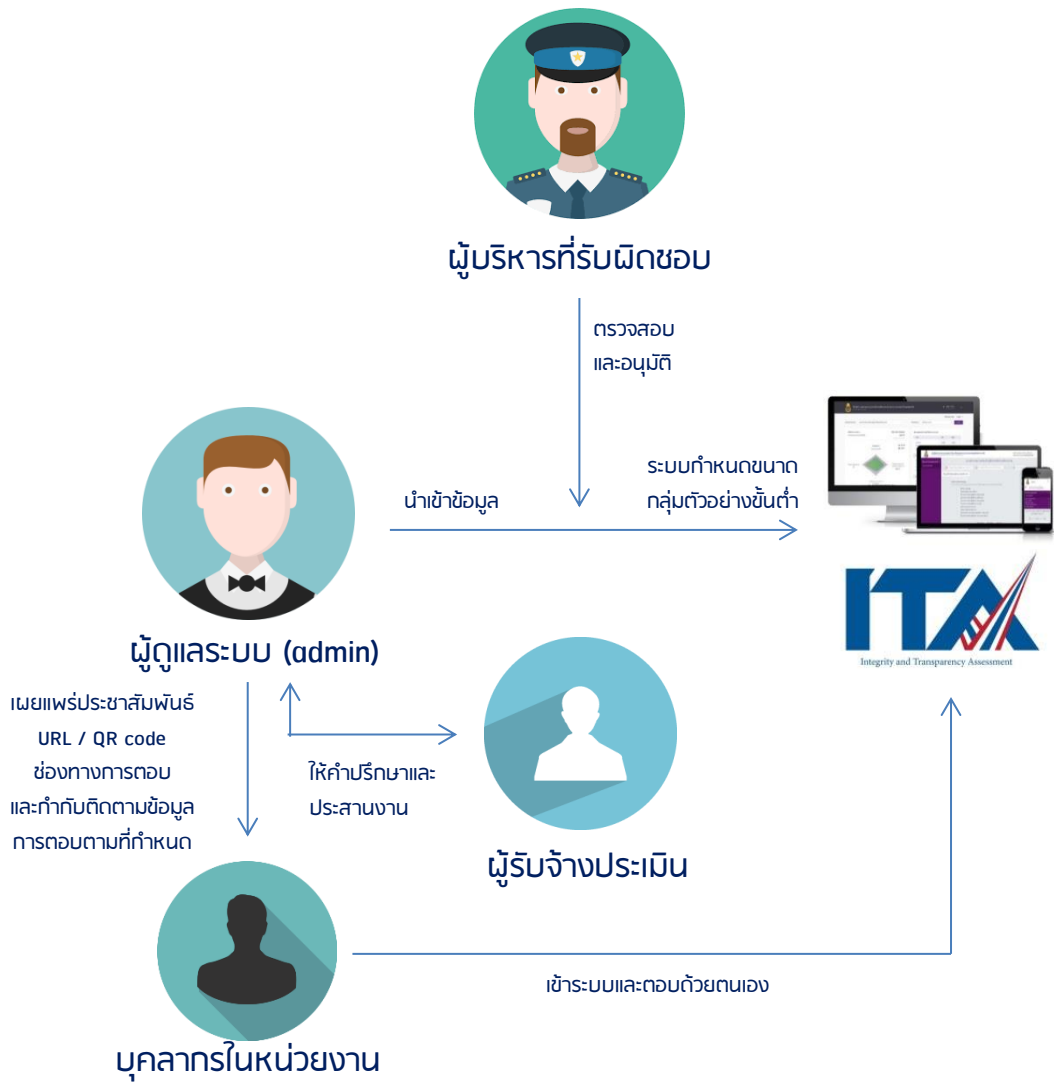 ผู้บริหารที่รับผิดชอบ
ตรวจสอบ
และอนุมัติ
นำเข้าข้อมูล
ระบบกำหนดขนาด
กลุ่มตัวอย่างขั้นต่ำ
ITA
Integrity and Transparency Assessment
ผู้ดูแลระบบ (admin)
เผยแพร่ประชาสัมพันธ์
URL / QR code
ช่องทางการตอบ
และกำกับติดตามข้อมูล
การตอบตามที่กำหนด
ให้คำปรึกษาและ
ประสานงาน
ผู้รับจ้างประเมิน
เข้าระบบและตอบด้วยตนเอง
บุคลากรในหน่วยงาน